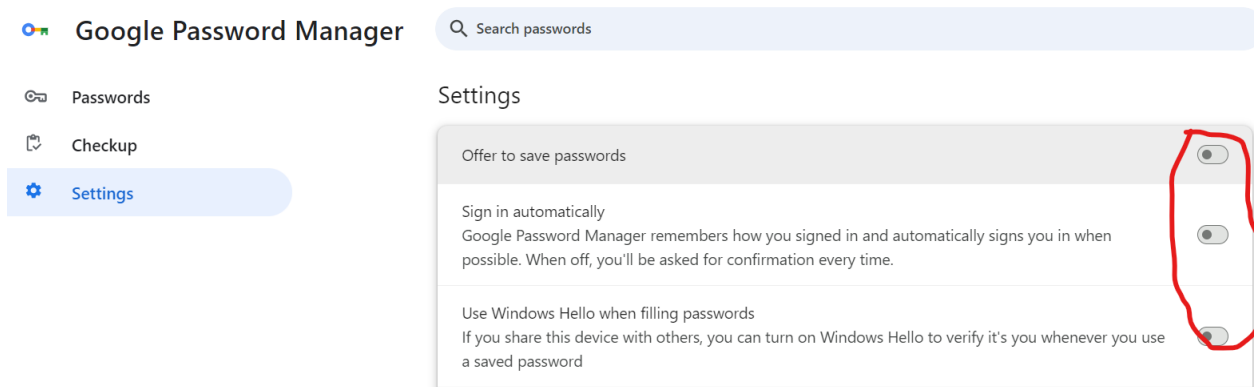 Google Password Manager
Search passwords
Passwords
Checkup
Settings
Settings
Offer to save passwords
Sign in automatically
Google Password Manager remembers how you signed in and automatically signs you in when
possible. When off, you'll be asked for confirmation every time.
Use Windows Hello when filling passwords
If you share this device with others, you can turn on Windows Hello to verify it's you whenever you use
a saved password